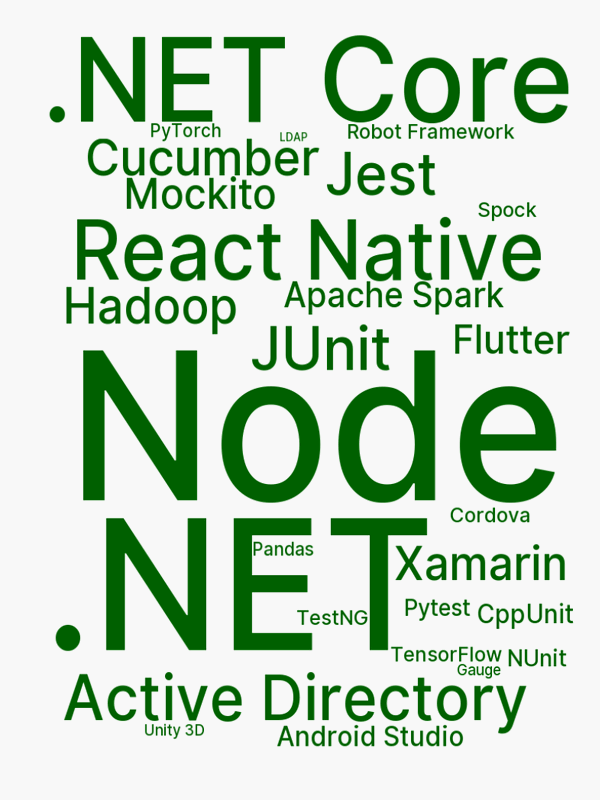 .NET Core
PyTorch
LDAP
Robot Framework
Cucumber
Jest
Mockito
Spock
React Native
Hadoop
Apache Spark
JUnit
Flutter
Node
Cordova
.NET
Pandas
Xamarin
TestNG
Pytest
CppUnit
TensorFlow
NUnit
Gauge
Active Directory
Unity 3D
Android Studio